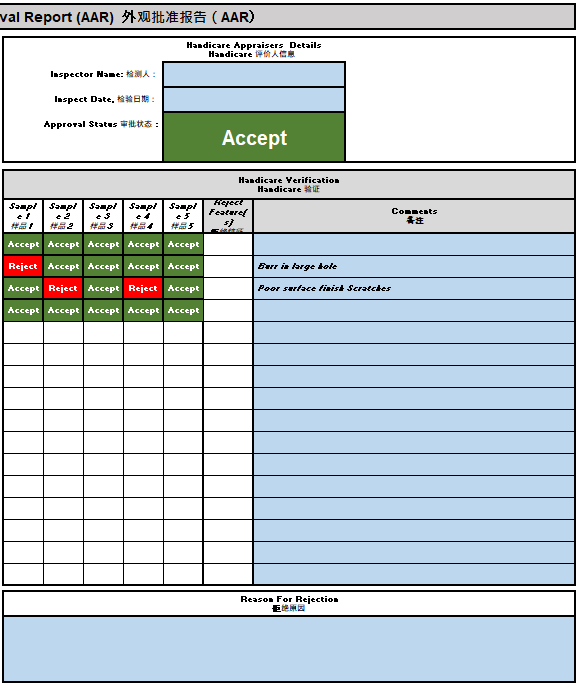 val Report (AAR) 外观批准报告（AAR）
Handicare Appraisers Details
Handicare 评价人信息
Inspector Name: 检测人：
Inspect Date, 检验日期：
Approval Status 审批状态：
Accept
Handicare Verification
Handicare 验证
Sample 1 样品1
Sample 2 样品2
Sample 3 样品3
Sample 4 样品4
Sample 5 样品5
Reject Feature(s)
Comments
备注
Accept Accept Accept Accept Accept
Reject Accept Accept Accept Accept Burr in large hole
Accept Reject Accept Reject Accept Poor surface finish Scratches
Accept Accept Accept Accept Accept
Reason For Rejection
拒绝原因